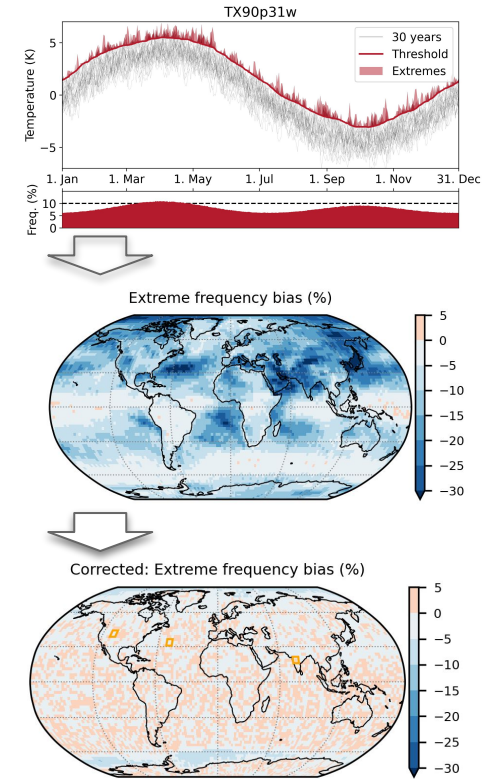 TX90p31w
Temperature (K)
5
0
−5
30 years
Threshold
Extremes
1. Jan 1. Mar 1. May 1. Jul 1. Sep 1. Nov 31. Dec
Freq. (%)
10
5
0
Extreme frequency bias (%)
5
0
−5
−10
−15
−20
−25
−30
Corrected: Extreme frequency bias (%)
5
0
−5
−10
−15
−20
−25
−30